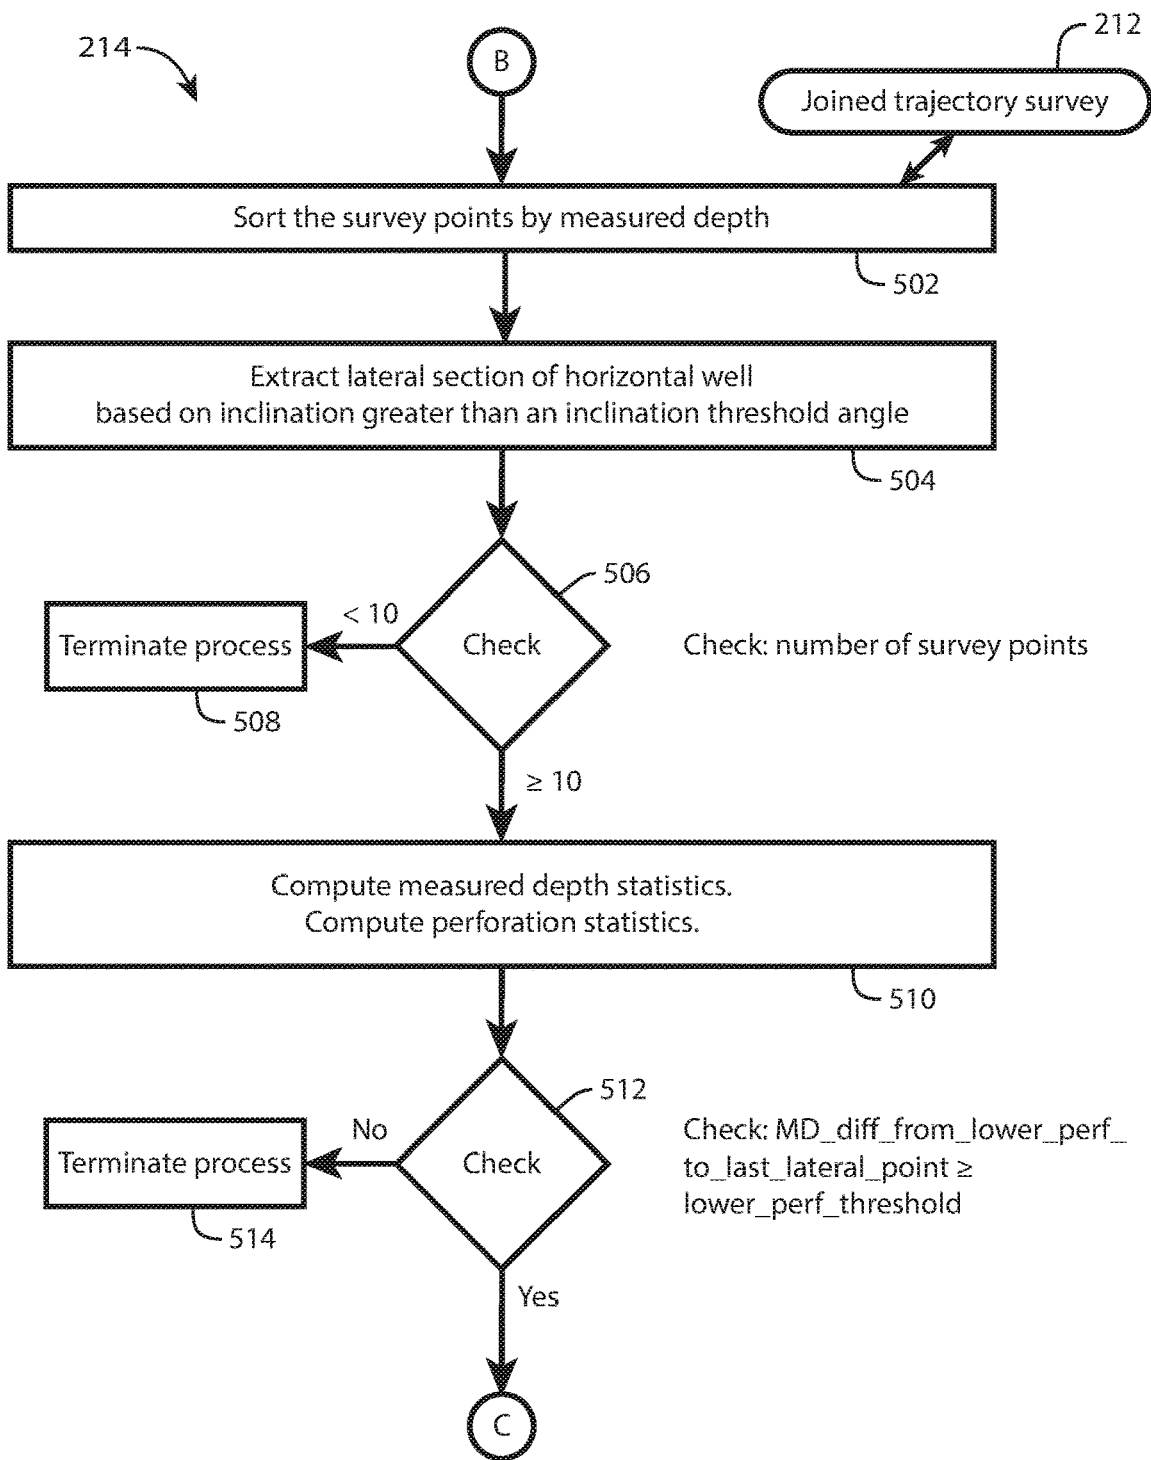 214
B
212
Joined trajectory survey
Sort the survey points by measured depth
502
Extract lateral section of horizontal well
based on inclination greater than an inclination threshold angle
504
506
< 10
Terminate process
Check
Check: number of survey points
508
≥ 10
Compute measured depth statistics.
Compute perforation statistics.
510
512
No
Terminate process
Check
Check: MD_diff_from_lower_perf_
to_last_lateral_point ≥
lower_perf_threshold
514
Yes
C